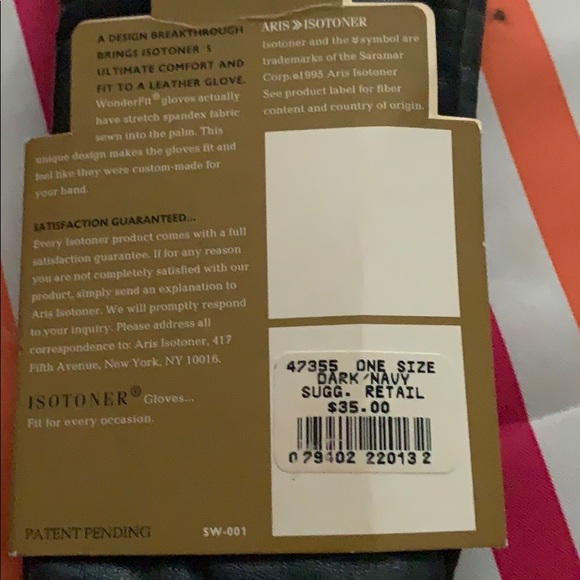 A DESIGN BREAKTHROUGH
BRINGS ISOTONER'S
ULTIMATE COMFORT AND
FIT TO A LEATHER GLOVE.
WonderFit® gloves actually
have stretch spandex fabric
sewn into the palm. This
unique design makes the gloves fit and
feel like they were custom-made for
your hand.
SATISFACTION GUARANTEED...
Every Isotoner product comes with a full
satisfaction guarantee. If for any reason
you are not completely satisfied with our
product, simply send an explanation to
Aris Isotoner. We will promptly respond
to your inquiry. Please address all
correspondence to: Aris Isotoner, 417
Fifth Avenue, New York, NY 10016.
ISOTONER® Gloves...
Fit for every occasion.
PATENT PENDING
SW-001
ARIS ISOTONER
Isotoner and the symbol are
trademarks of the Saramar
Corp. ©1995 Aris Isotoner
See product label for fiber
content and country of origin.
47355 ONE SIZE
DARK NAVY
SUGG. RETAIL
$35.00
0 79402 22013 2